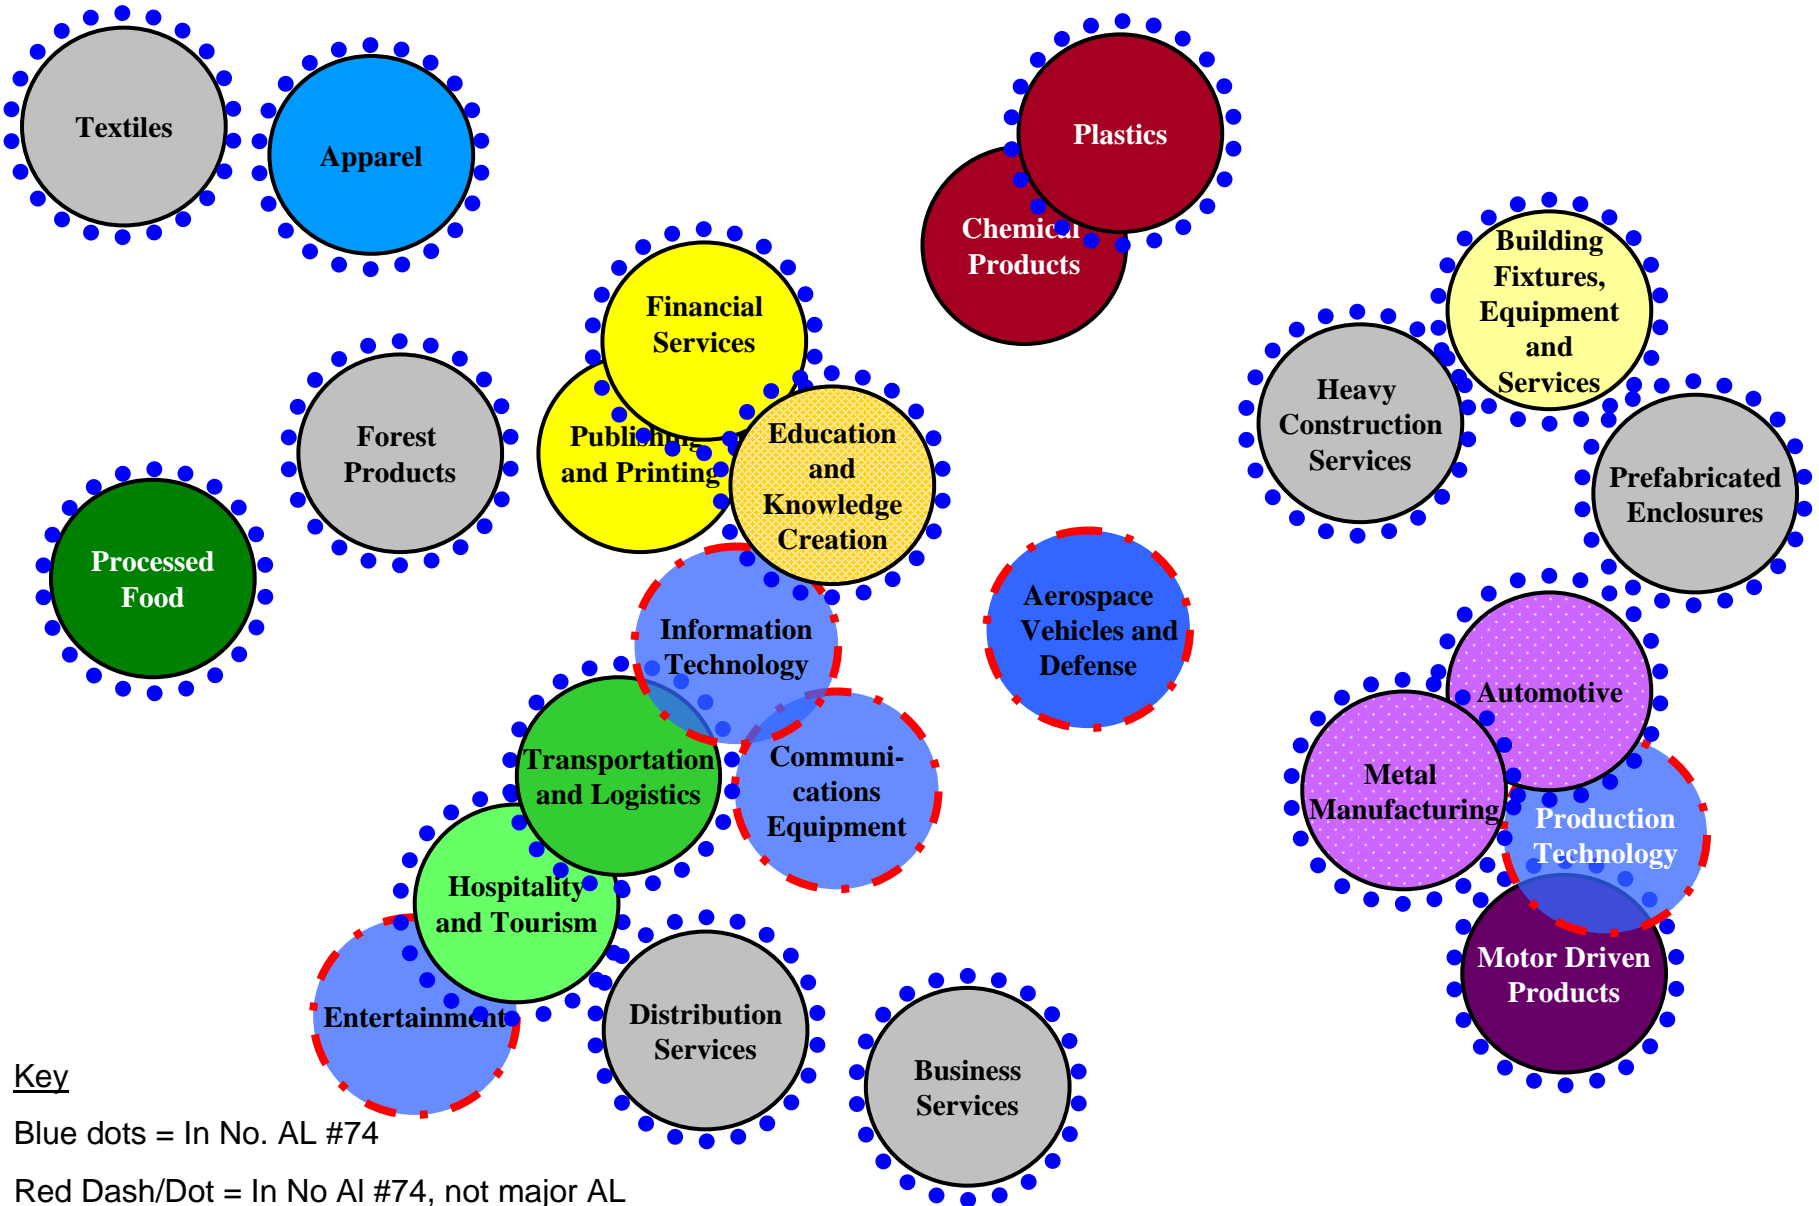 Textiles
Apparel
Plastics
Chemical
Products
Building
Fixtures,
Equipment
and
Services
Financial
Services
Heavy
Construction
Services
Forest
Products
Publishing
and Printing
Education
and
Knowledge
Creation
Prefabricated
Enclosures
Processed
Food
Information
Technology
Aerospace
Vehicles and
Defense
Automotive
Transportation
and Logistics
Communi-
cations
Equipment
Metal
Manufacturing
Production
Technology
Hospitality
and Tourism
Motor Driven
Products
Entertainment
Distribution
Services
Business
Services
Key
Blue dots = In No. AL #74
Red Dash/Dot = In No Al #74, not major AL